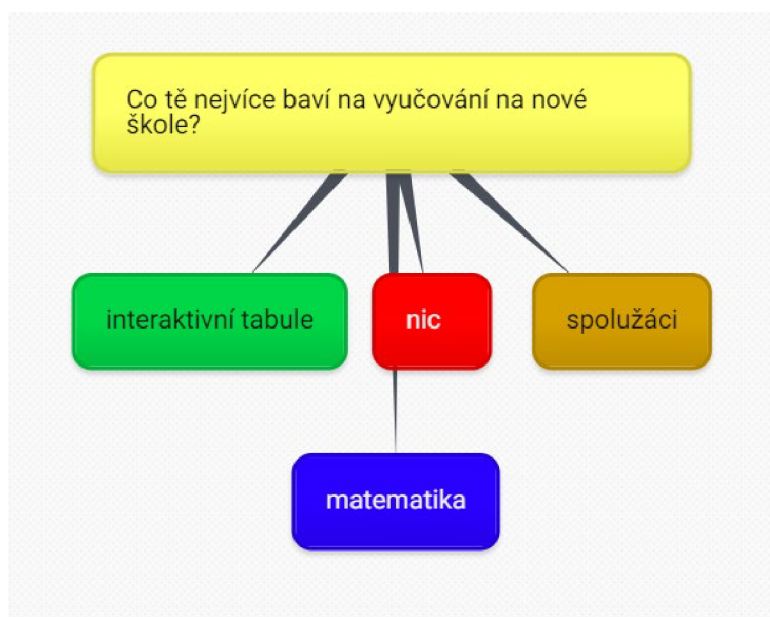 Co tě nejvíce baví na vyučování na nové
škole?
interaktivní tabule
nic
spolužáci
matematika